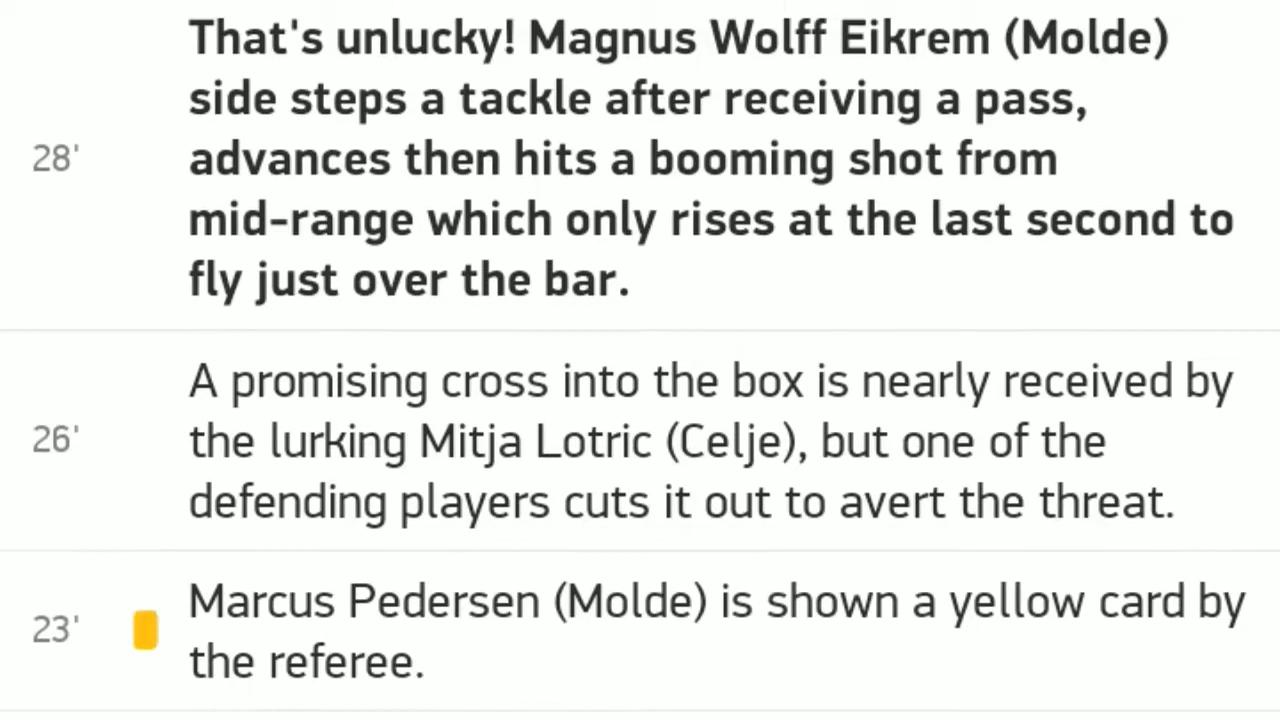 That's unlucky! Magnus Wolff Eikrem (Molde)
side steps a tackle after receiving a pass,
28'
advances then hits a booming shot from
mid-range which only rises at the last second to
fly just over the bar.
A promising cross into the box is nearly received by
26'
the lurking Mitja Lotric (Celje), but one of the
defending players cuts it out to avert the threat.
Marcus Pedersen (Molde) is shown a yellow card by
23'
the referee.